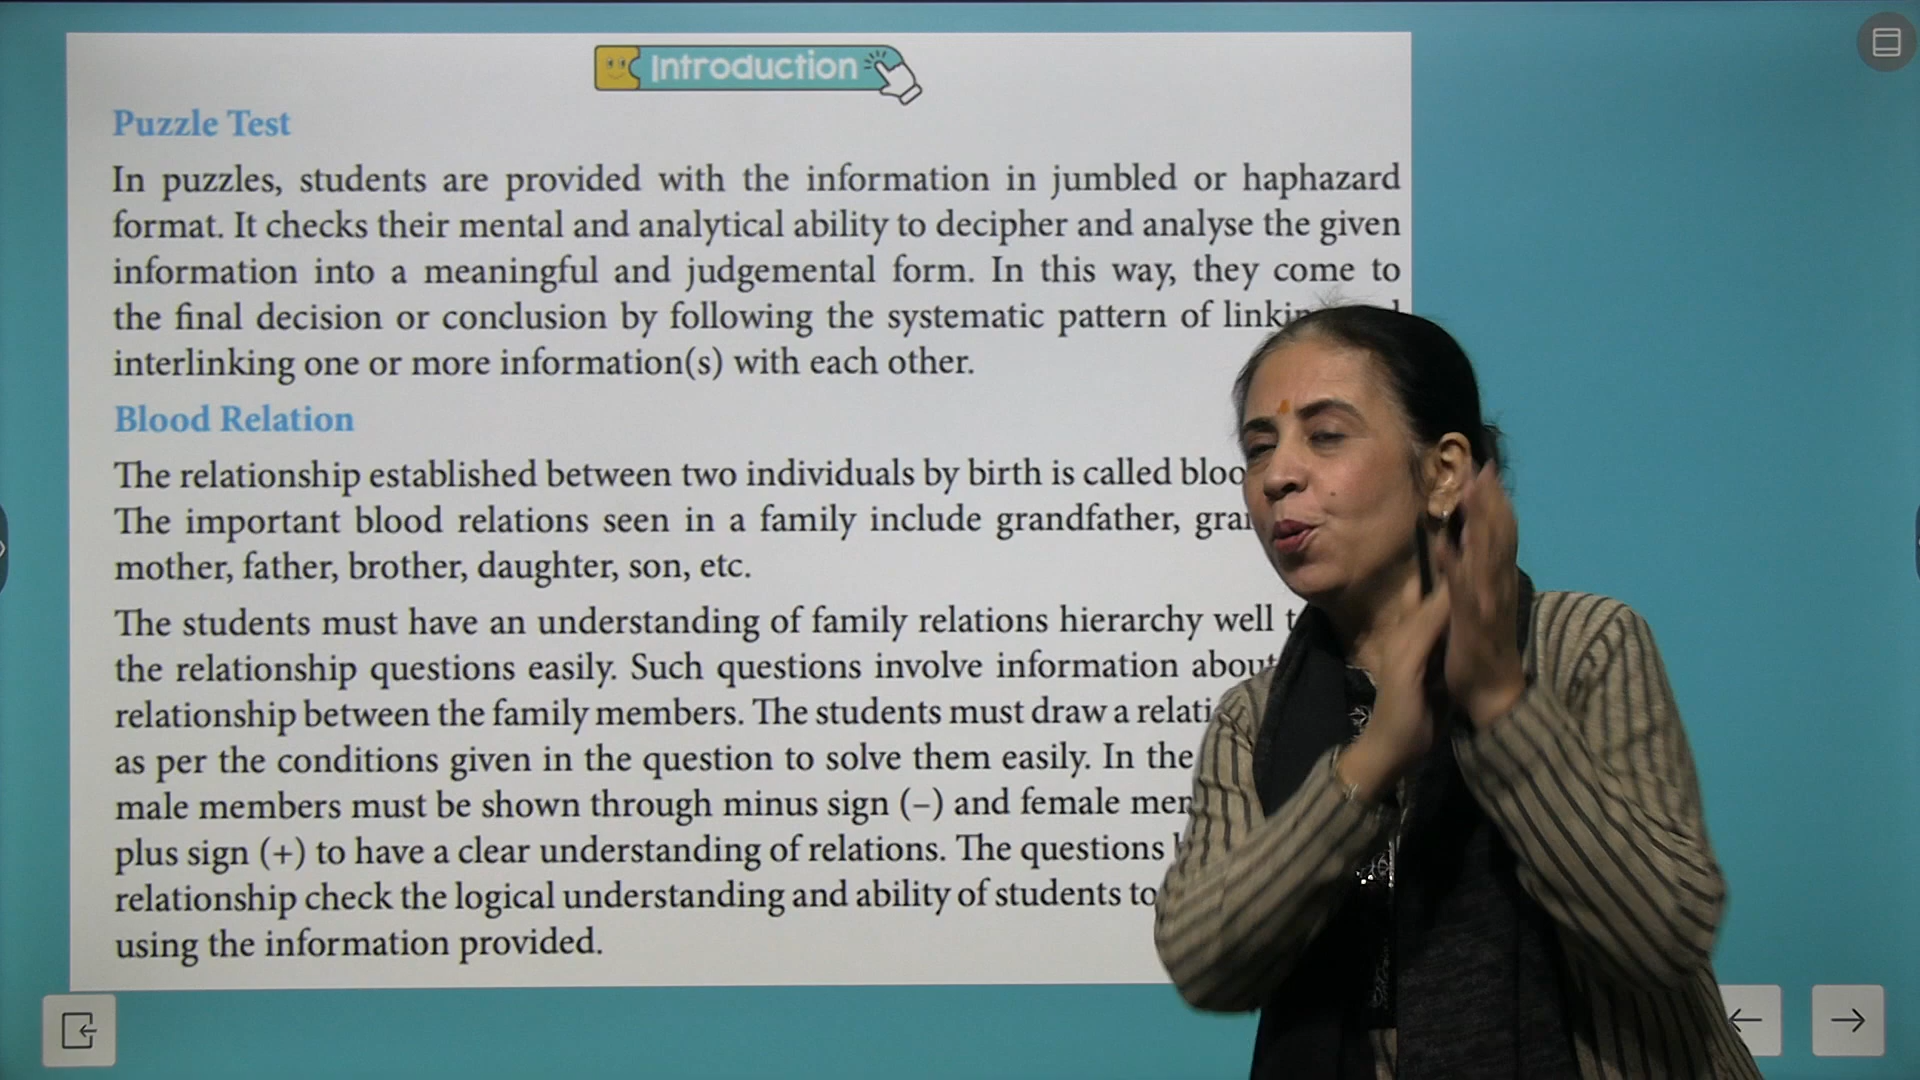 Introduction
Puzzle Test
In puzzles, students are provided with the information in jumbled or haphazard
format. It checks their mental and analytical ability to decipher and analyse the given
information into a meaningful and judgemental form. In this way, they come to
the final decision or conclusion by following the systematic pattern of
interlinking one or more information(s) with each other.
Blood Relation
The relationship established between two individuals by birth is called
The important blood relations seen in a family include grandfather,
mother, father, brother, daughter, son, etc.
The students must have an understanding of family relations hierarchy well
the relationship questions easily. Such questions involve information about
relationship between the family members. The students must draw a
as per the conditions given in the question to solve them easily. In the
male members must be shown through minus sign (–) and female
plus sign (+) to have a clear understanding of relations. The questions
relationship check the logical understanding and ability of students to
using the information provided.